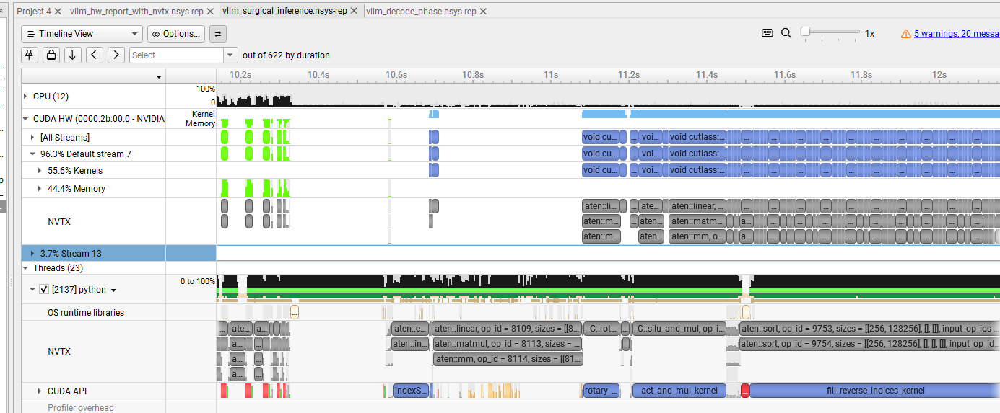 Project 4 vllm_hw_report_with_nvtx.nsys-rep vllm_surgical_inference.nsys-rep vllm_decode_phase.nsys-rep
Timeline View Options... 1x 5 warnings, 20 messa
Select out of 622 by duration
10.2s 10.4s 10.6s 10.8s 11s 11.2s 11.4s 11.6s 11.8s 12s
CPU (12) 100%
0
CUDA HW (0000:2b:00.0 - NVIDIA Kernel
Memory
[All Streams] void cu... ... voi... void cutlass:... ... ... ... ... ... ... ... ... ... ...
96.3% Default stream 7 void cu... ... voi... void cutlass:... ... ... ... ... ... ... ... ... ... ...
55.6% Kernels void cu... ... voi... void cutlass:... ... ... ... ... ... ... ... ... ... ...
44.4% Memory
aten::li... ... ate... aten::linear, ... ... ... ... ... ... ... ... ... ...
NVTX aten::m... ... aten... aten::matm... a... ... ... ... ... ... ... ... ... ...
aten::m... aten... aten::mm, o... a... ... ... ... ... ... ... ... ... ...
3.7% Stream 13
Threads (23)
[2137] python 0 to 100%
OS runtime libraries ...
... ate... a... aten::e... aten::linear, op_id = 8109, sizes = [[8... _C::rot... _C::silu_and_mul, op_i... aten::sort, op_id = 9753, sizes = [[256, 128256], [], []], input_op_ids
NVTX ... a... aten::in... aten::matmul, op_id = 8113, sizes = ... aten::sort, op_id = 9754, sizes = [[256, 128256], [], [], []], input_op_id...
a... ... aten::mm, op_id = 8114, sizes = [[81...
a... ...
CUDA API indexS... rotary_... act_and_mul_kernel ... fill_reverse_indices_kernel
Profiler overhead